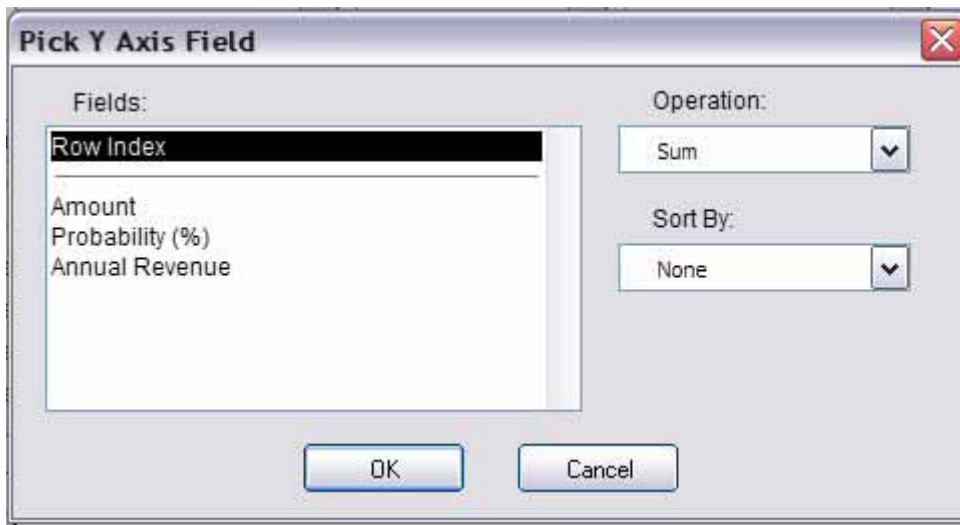 Pick Y Axis Field
Fields:
Row Index
Amount
Probability (%)
Annual Revenue
Operation:
Sum
Sort By:
None
OK
Cancel